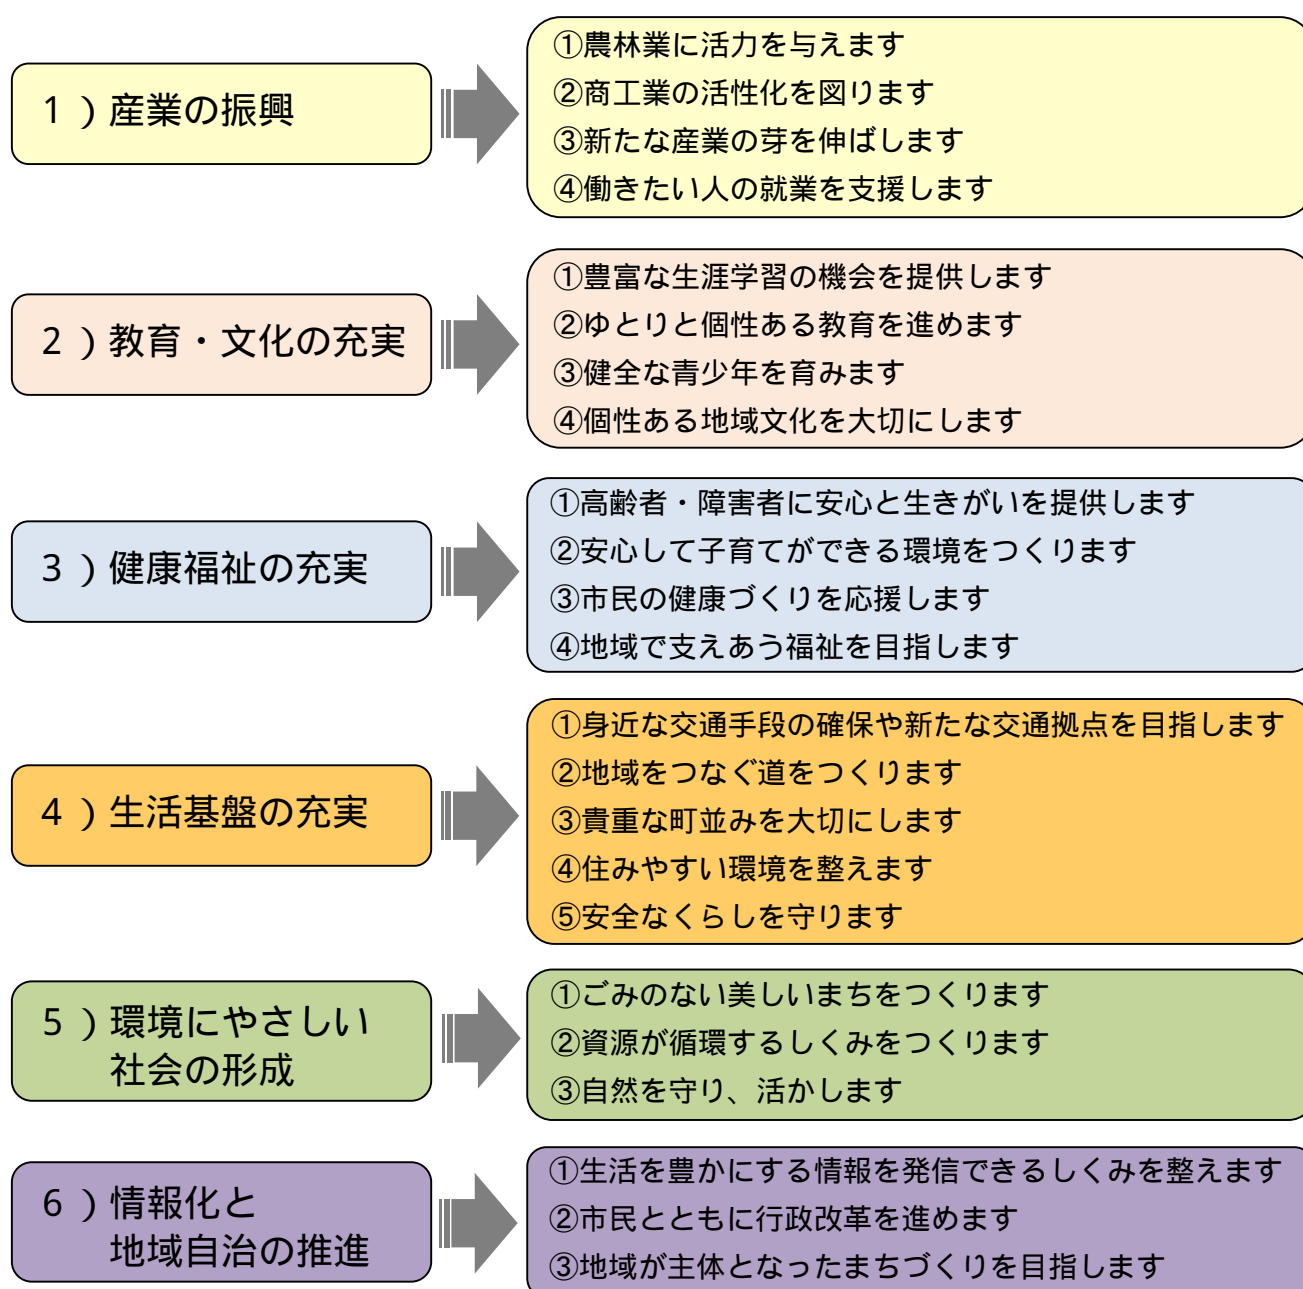 1）産業の振興
①農林業に活力を与えます
②商工業の活性化を図ります
③新たな産業の芽を伸ばします
④働きたい人の就業を支援します
2）教育・文化の充実
①豊富な生涯学習の機会を提供します
②ゆとりと個性ある教育を進めます
③健全な青少年を育みます
④個性ある地域文化を大切にします
3）健康福祉の充実
①高齢者・障害者に安心と生きがいを提供します
②安心して子育てができる環境をつくります
③市民の健康づくりを応援します
④地域で支えあう福祉を目指します
4）生活基盤の充実
①身近な交通手段の確保や新たな交通拠点を目指します
②地域をつなぐ道をつくります
③貴重な町並みを大切にします
④住みやすい環境を整えます
⑤安全なくらしを守ります
5）環境にやさしい
社会の形成
①ごみのない美しいまちをつくります
②資源が循環するしくみをつくります
③自然を守り、活かします
6）情報化と
地域自治の推進
①生活を豊かにする情報を発信できるしくみを整えます
②市民とともに行政改革を進めます
③地域が主体となったまちづくりを目指します